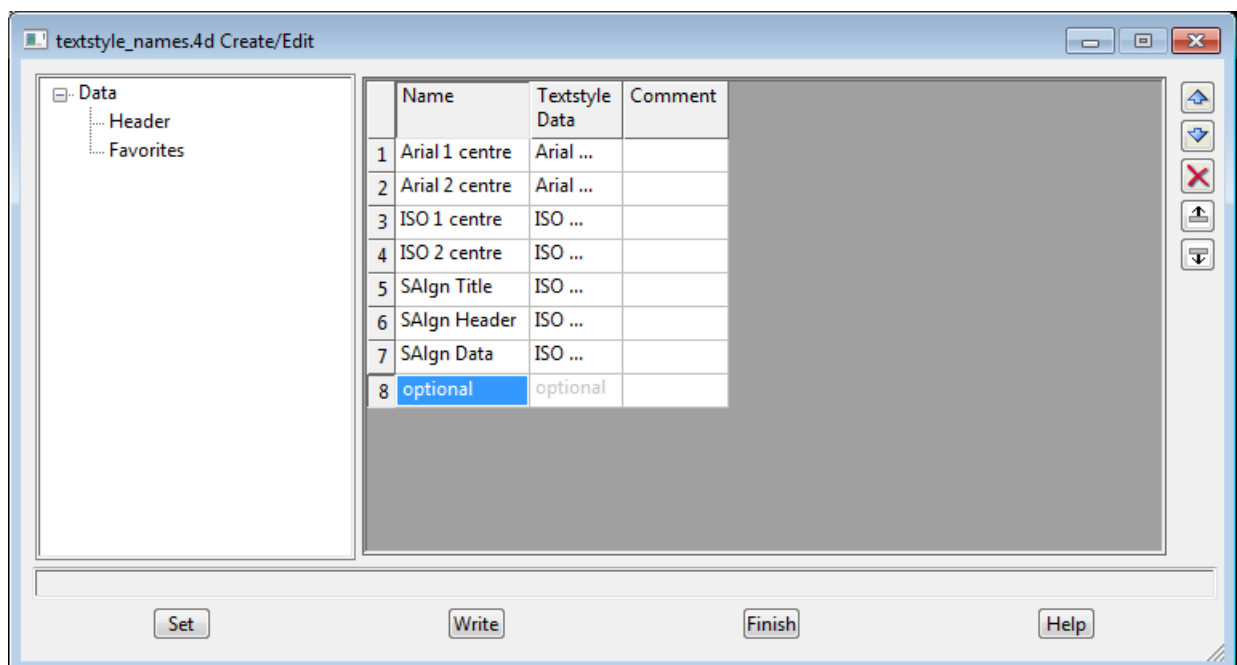 textstyle_names.4d Create/Edit
Data
Header
Favorites
Name Textstyle Data Comment
1 Arial 1 centre Arial ...
2 Arial 2 centre Arial ...
3 ISO 1 centre ISO ...
4 ISO 2 centre ISO ...
5 SAlgn Title ISO ...
6 SAlgn Header ISO ...
7 SAlgn Data ISO ...
8 optional optional
Set Write Finish Help